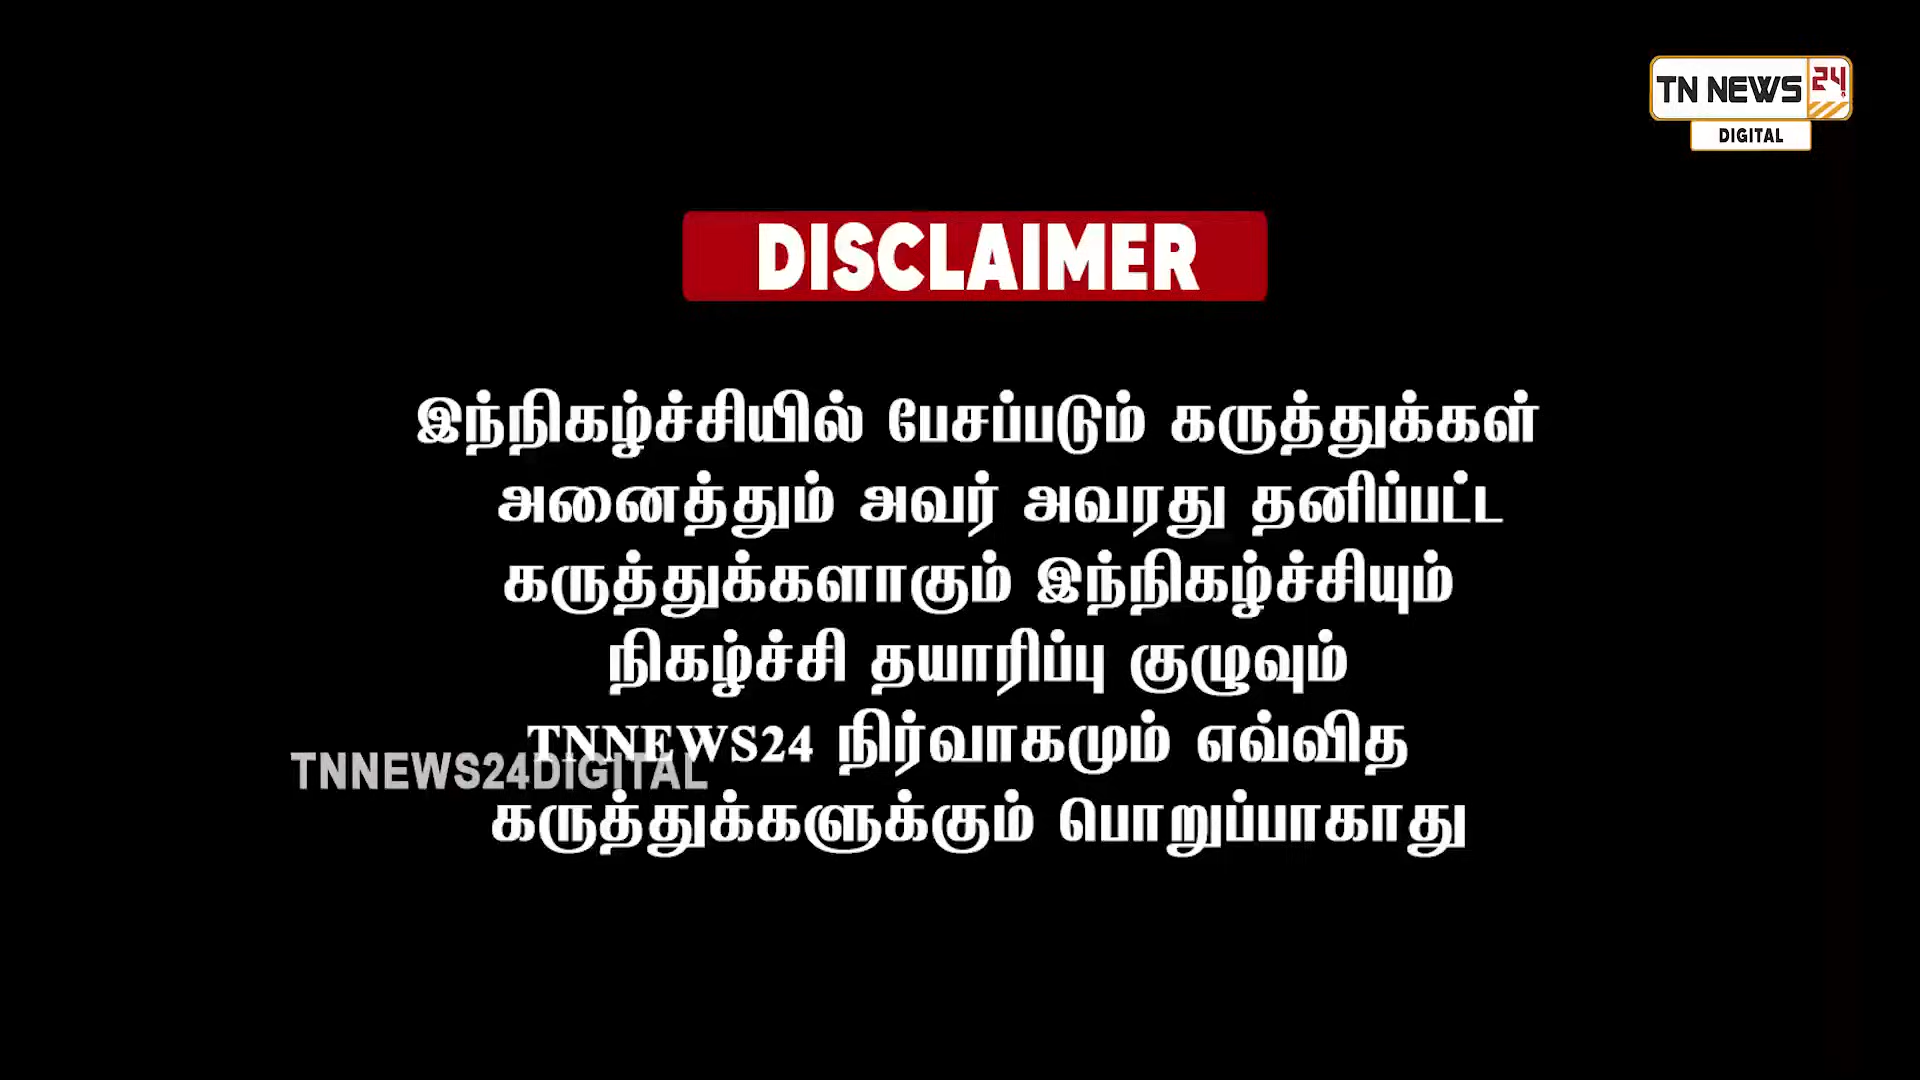 TN NEWS 24
DIGITAL
DISCLAIMER
இந்நிகழ்ச்சியில் பேசப்படும் கருத்துக்கள்
அனைத்தும் அவர் அவரது தனிப்பட்ட
கருத்துக்களாகும் இந்நிகழ்ச்சியும்
நிகழ்ச்சி தயாரிப்பு குழுவும்
TNNEWS24 நிர்வாகமும் எவ்வித
TNNEWS24DIGITAL
கருத்துக்களுக்கும் பொறுப்பாகாது